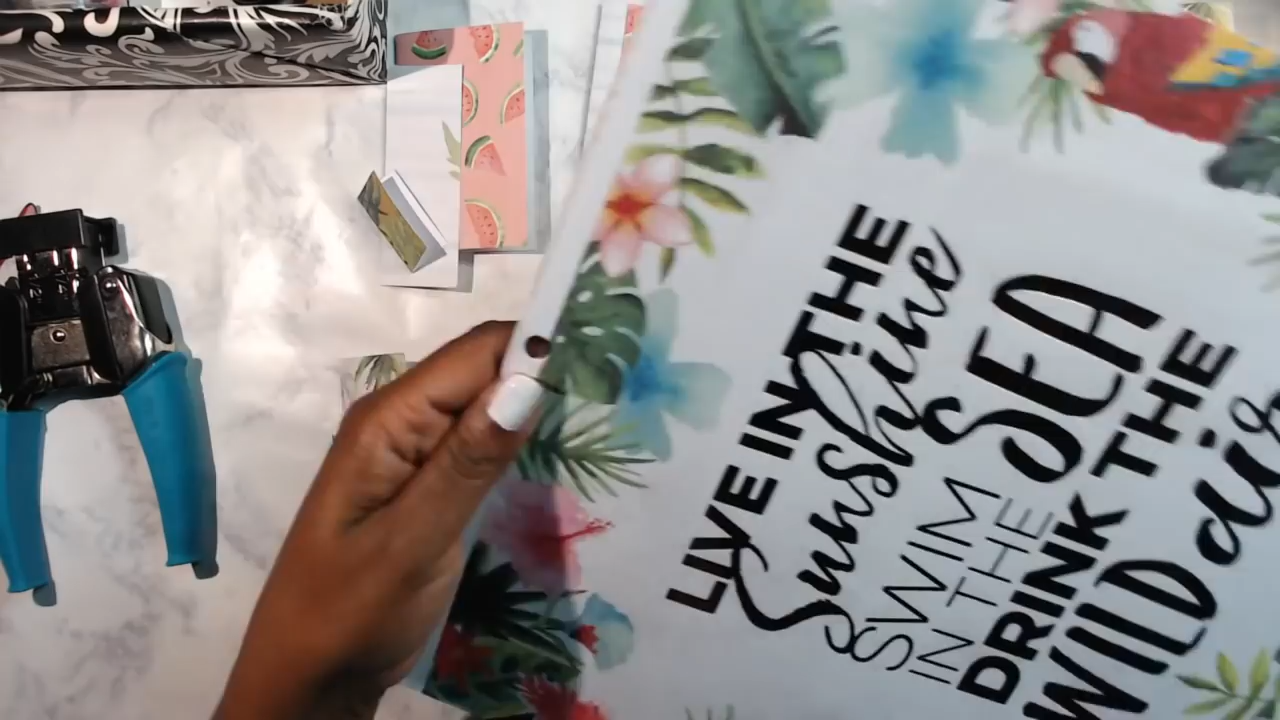 LIVE IN THE
Sunshine
SWIM
IN THE
SEA
DRINK THE
WILD air